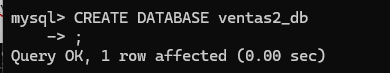 mysql> CREATE DATABASE ventas2_db
    -> ;
Query OK, 1 row affected (0.00 sec)